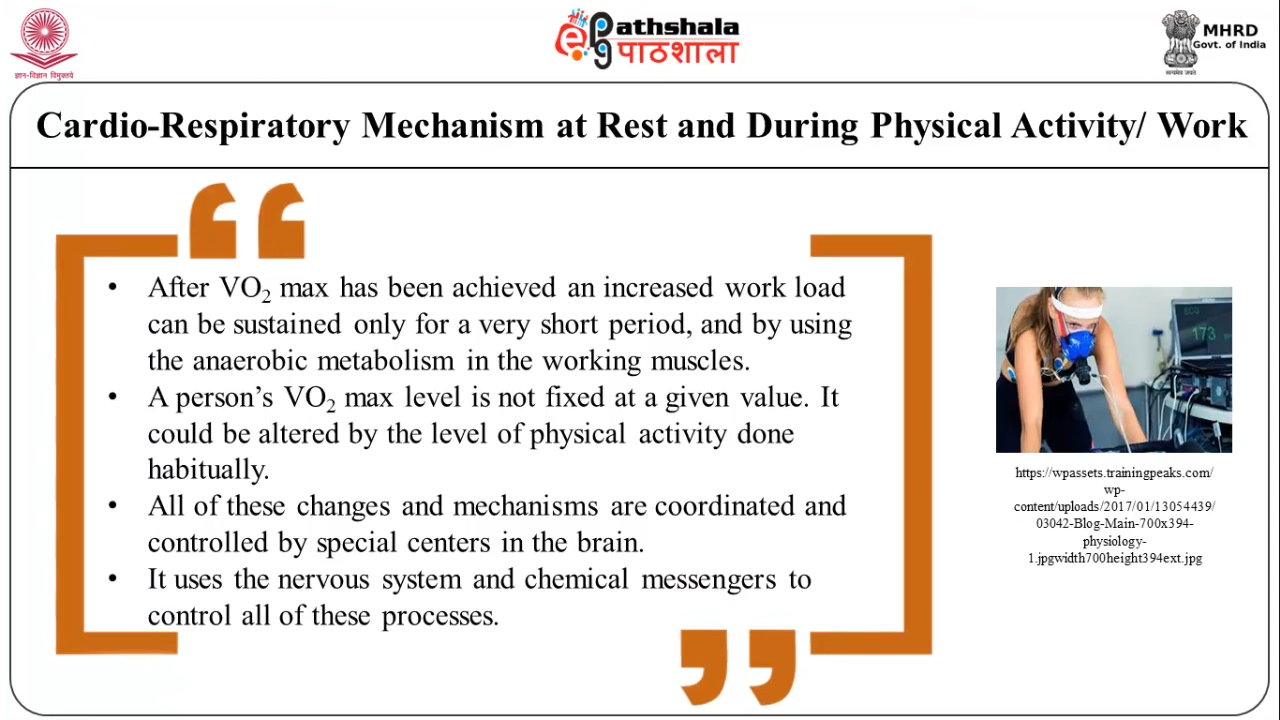 ज्ञान-विज्ञान विमुक्तये
ePathshala
पाठशाला
MHRD
Govt. of India
सत्यमेव जयते
Cardio-Respiratory Mechanism at Rest and During Physical Activity/ Work
• After VO₂ max has been achieved an increased work load
can be sustained only for a very short period, and by using
the anaerobic metabolism in the working muscles.
• A person’s VO₂ max level is not fixed at a given value. It
could be altered by the level of physical activity done
habitually.
• All of these changes and mechanisms are coordinated and
controlled by special centers in the brain.
• It uses the nervous system and chemical messengers to
control all of these processes.
ECG
173
https://wpassets.trainingpeaks.com/
wp-
content/uploads/2017/01/13054439/
03042-Blog-Main-700x394-
physiology-
1.jpgwidth700height394ext.jpg